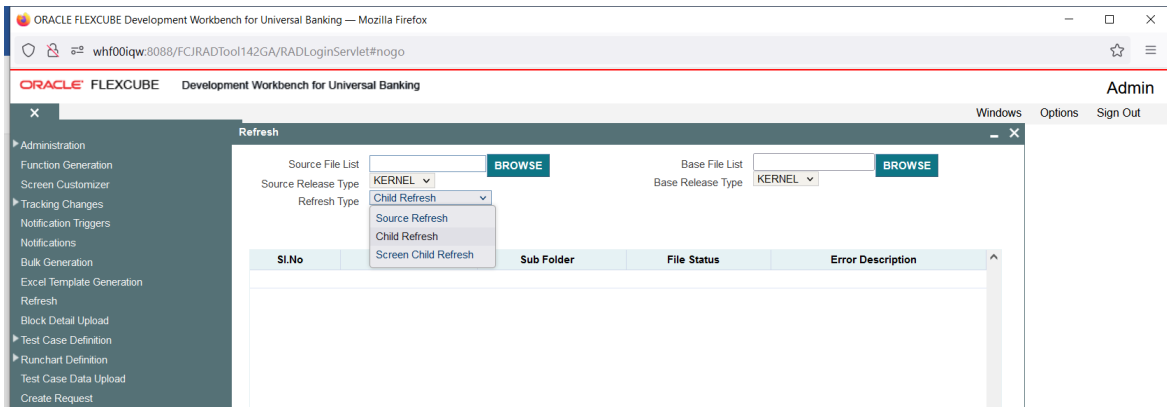 ORACLE FLEXCUBE Development Workbench for Universal Banking — Mozilla Firefox
whf00iqw:8088/FCJRADTool142GA/RADLoginServlet#nogo
ORACLE FLEXCUBE Development Workbench for Universal Banking Admin
Windows Options Sign Out
Refresh
Administration
Function Generation
Screen Customizer
Tracking Changes
Notification Triggers
Notifications
Bulk Generation
Excel Template Generation
Refresh
Block Detail Upload
Test Case Definition
Runchart Definition
Test Case Data Upload
Create Request
Source File List BROWSE Base File List BROWSE
Source Release Type KERNEL Base Release Type KERNEL
Refresh Type Child Refresh
Source Refresh
Child Refresh
Screen Child Refresh
Sl.No Sub Folder File Status Error Description